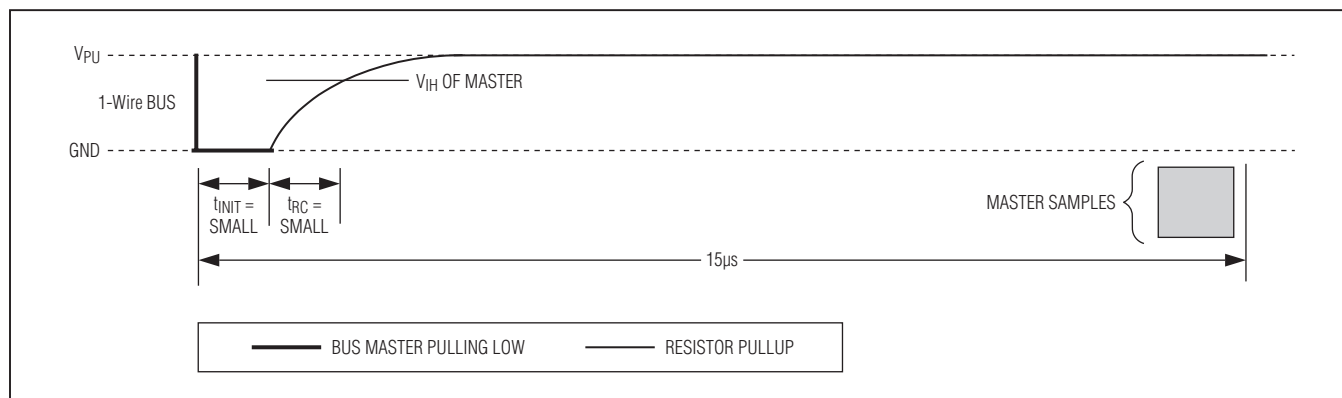 VPU
VIH OF MASTER
1-Wire BUS
GND
tINIT =
SMALL
tRC =
SMALL
MASTER SAMPLES
15µs
BUS MASTER PULLING LOW
RESISTOR PULLUP